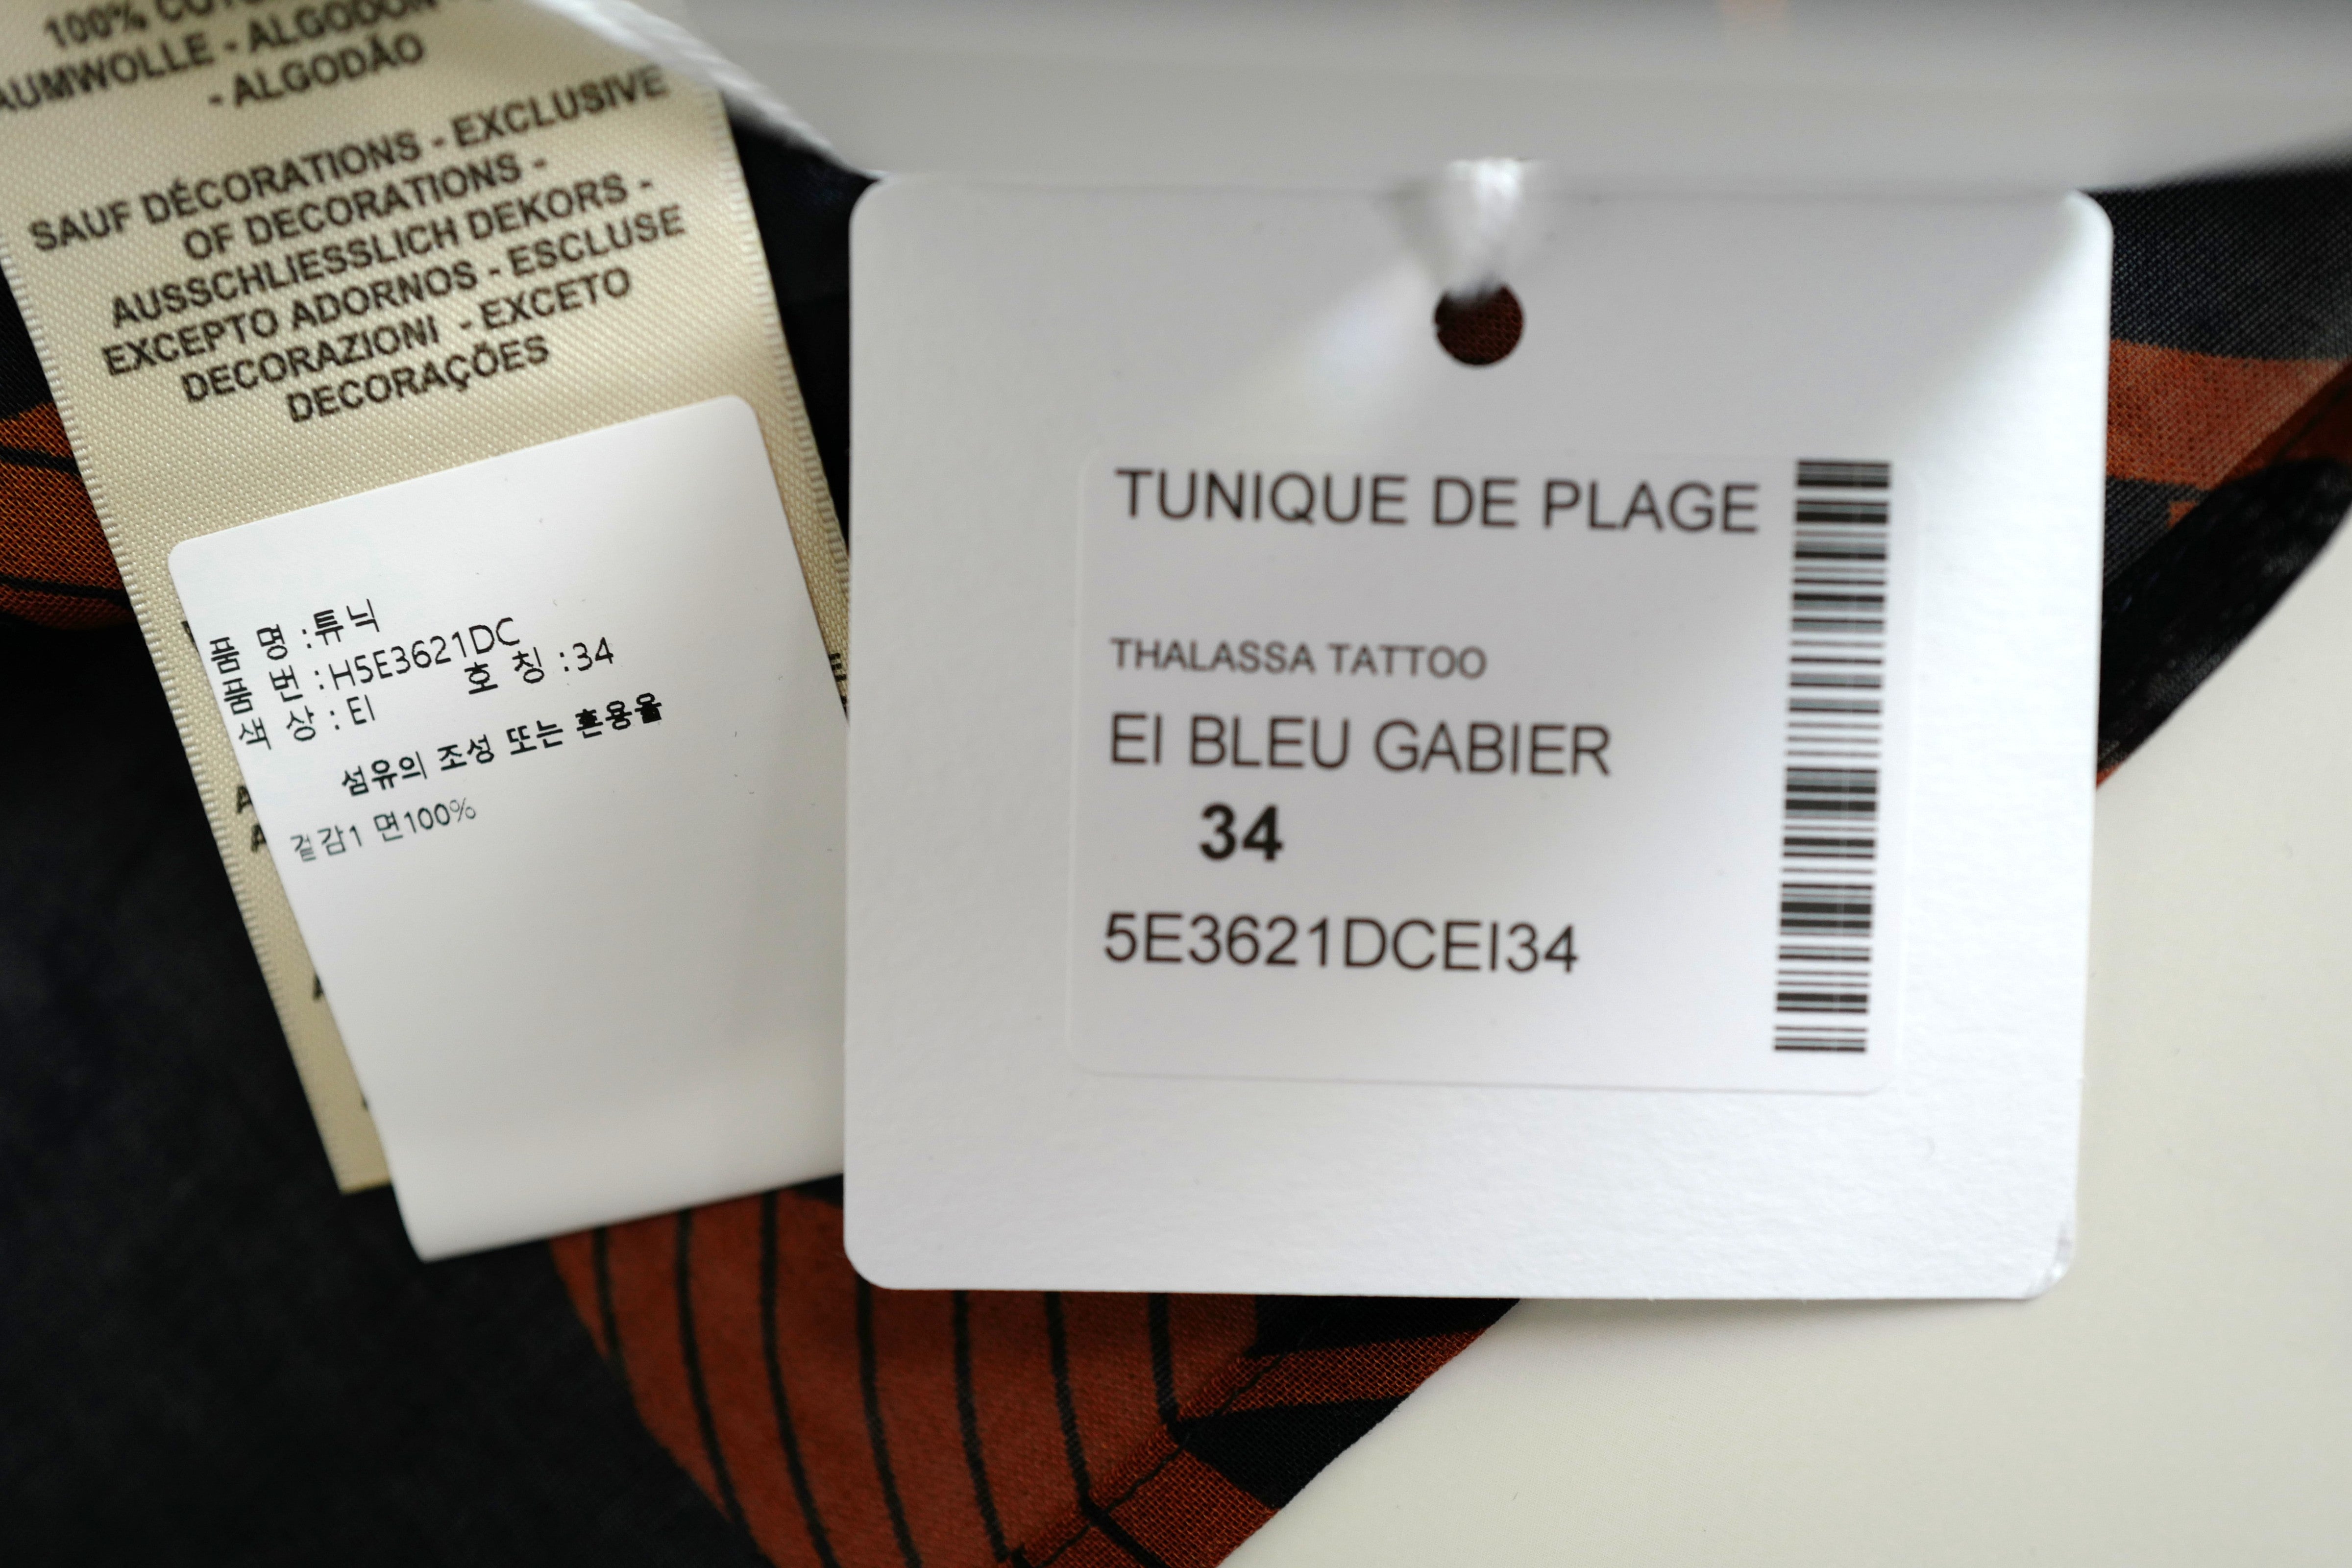 100%
- ALGODÓN
- ALGODÃO
SAUF DÉCORATIONS - EXCLUSIVE
OF DECORATIONS -
AUSSCHLIESSLICH DEKORS -
EXCEPTO ADORNOS - ESCLUSE
DECORAZIONI - EXCETO
DECORAÇÕES
품 명 :튜닉
품 번 :H5E3621DC
색 상 :EI 호 칭 :34
섬유의 조성 또는 혼용율
겉감1 면100%
TUNIQUE DE PLAGE
THALASSA TATTOO
EI BLEU GABIER
34
5E3621DCEI34